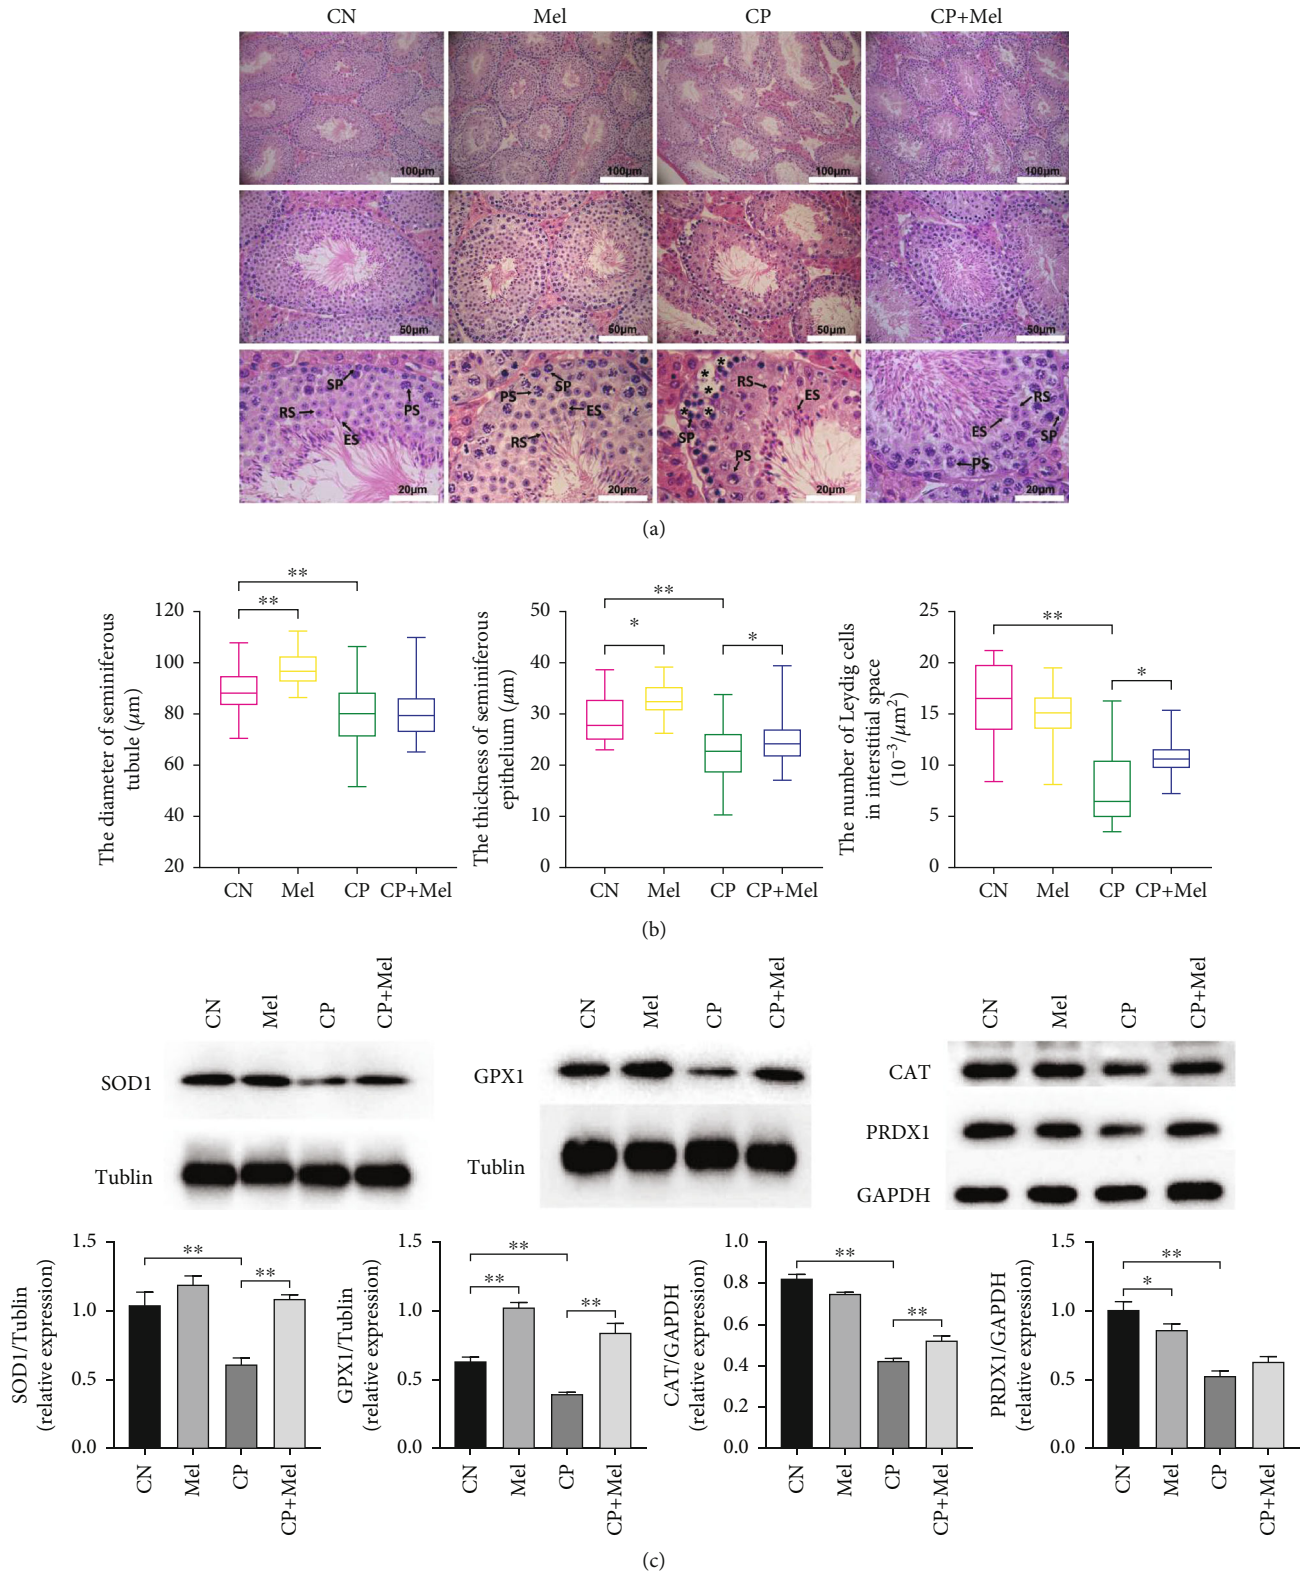 CN Mel CP CP+Mel
100μm 100μm 100μm 100μm
50μm 50μm 50μm 50μm
SP PS RS ES 20μm
PS SP ES RS 20μm
* * * * * RS ES SP PS 20μm
RS ES SP PS 20μm
(a)
The diameter of seminiferous
tubule (μm)
120
100
80
60
40
20
** **
CN Mel CP CP+Mel
The thickness of seminiferous
epithelium (μm)
50
40
30
20
10
0
** * *
CN Mel CP CP+Mel
The number of Leydig cells
in interstitial space
(10⁻³/μm²)
25
20
15
10
5
0
** *
CN Mel CP CP+Mel
(b)
CN Mel CP CP+Mel
SOD1
Tublin
CN Mel CP CP+Mel
GPX1
Tublin
CN Mel CP CP+Mel
CAT
PRDX1
GAPDH
SOD1/Tublin
(relative expression)
1.5
1.0
0.5
0.0
** **
CN Mel CP CP+Mel
GPX1/Tublin
(relative expression)
1.5
1.0
0.5
0.0
** ** **
CN Mel CP CP+Mel
CAT/GAPDH
(relative expression)
1.0
0.8
0.6
0.4
0.2
0.0
** **
CN Mel CP CP+Mel
PRDX1/GAPDH
(relative expression)
1.5
1.0
0.5
0.0
** *
CN Mel CP CP+Mel
(c)